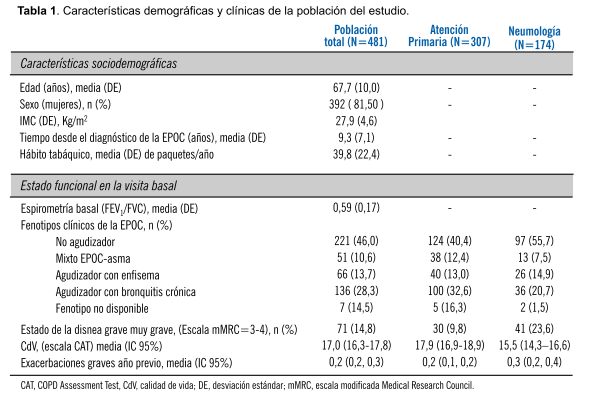 Tabla 1. Características demográficas y clínicas de la población del estudio.
Población total (N=481) Atención Primaria (N=307) Neumología (N=174)
Características sociodemográficas
Edad (años), media (DE) 67,7 (10,0) - -
Sexo (mujeres), n (%) 392 ( 81,50 ) - -
IMC (DE), Kg/m² 27,9 (4,6)
Tiempo desde el diagnóstico de la EPOC (años), media (DE) 9,3 (7,1) - -
Hábito tabáquico, media (DE) de paquetes/año 39,8 (22,4) - -
Estado funcional en la visita basal
Espirometría basal (FEV₁/FVC), media (DE) 0,59 (0,17) - -
Fenotipos clínicos de la EPOC, n (%)
No agudizador 221 (46,0) 124 (40,4) 97 (55,7)
Mixto EPOC-asma 51 (10,6) 38 (12,4) 13 (7,5)
Agudizador con enfisema 66 (13,7) 40 (13,0) 26 (14,9)
Agudizador con bronquitis crónica 136 (28,3) 100 (32,6) 36 (20,7)
Fenotipo no disponible 7 (14,5) 5 (16,3) 2 (1,5)
Estado de la disnea grave muy grave, (Escala mMRC=3-4), n (%) 71 (14,8) 30 (9,8) 41 (23,6)
CdV, (escala CAT) media (IC 95%) 17,0 (16,3-17,8) 17,9 (16,9-18,9) 15,5 (14,3–16,6)
Exacerbaciones graves año previo, media (IC 95%) 0,2 (0,2, 0,3) 0,2 (0,1, 0,2) 0,3 (0,2, 0,4)
CAT, COPD Assessment Test, CdV, calidad de vida; DE, desviación estándar; mMRC, escala modificada Medical Research Council.